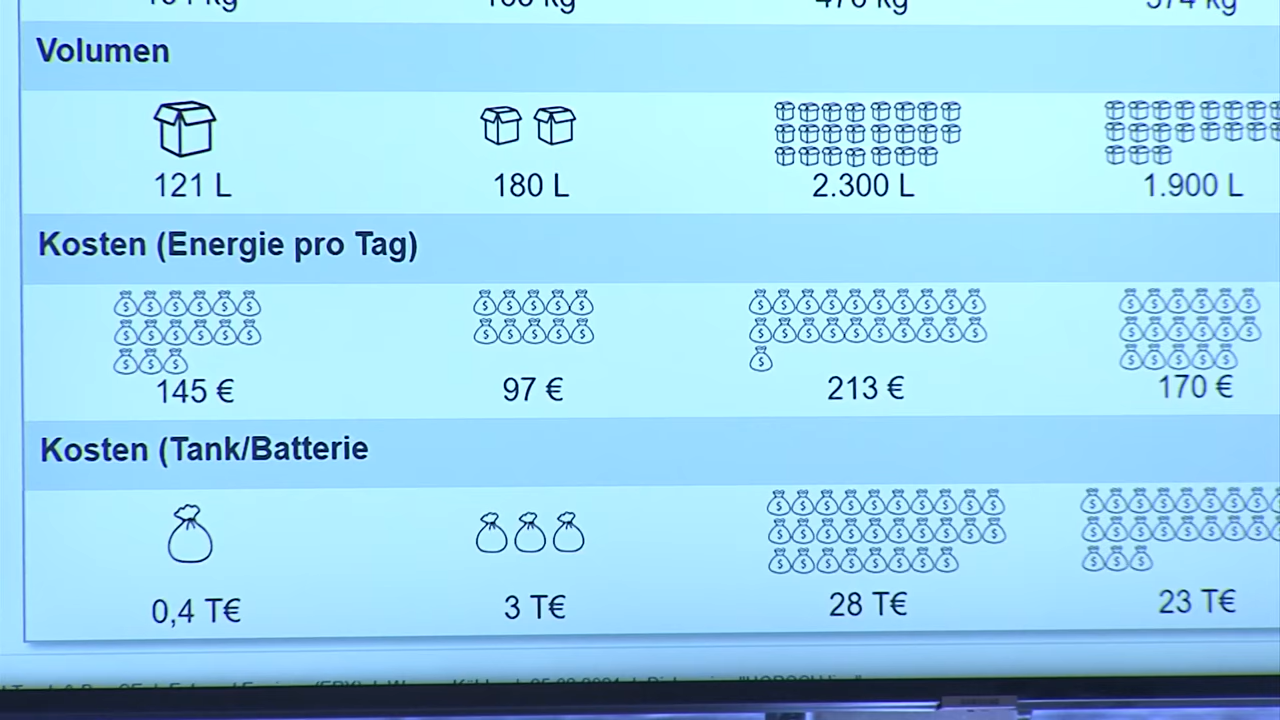 Volumen
121 L 180 L 2.300 L 1.900 L
Kosten (Energie pro Tag)
145 € 97 € 213 € 170 €
Kosten (Tank/Batterie
0,4 T€ 3 T€ 28 T€ 23 T€